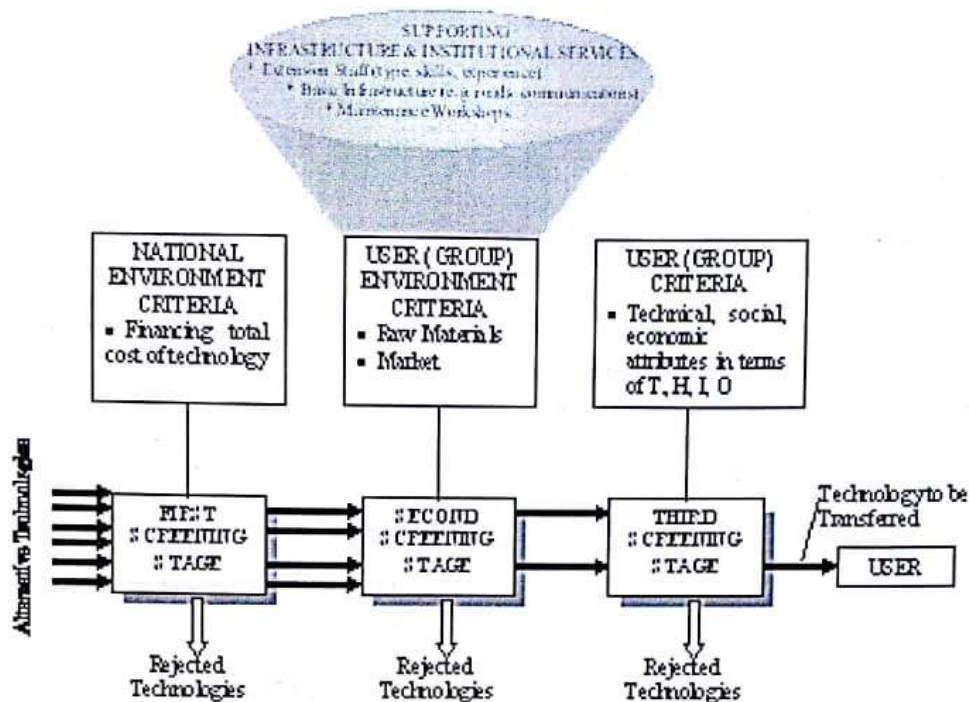 SUPPORTING
INFRASTRUCTURE & INSTITUTIONAL SERVICES
* Extension Staff (type, skills, experience)
* Basic Infrastructure (e.g. roads, communications)
* Maintenance Workshops
NATIONAL
ENVIRONMENT
CRITERIA
▪ Financing total
cost of technology
USER (GROUP)
ENVIRONMENT
CRITERIA
▪ Raw Materials
▪ Market
USER (GROUP)
CRITERIA
▪ Technical, social,
economic
attributes in terms
of T, H, I, O
Alternative Technologies
FIRST
SCREENING
STAGE
SECOND
SCREENING
STAGE
THIRD
SCREENING
STAGE
Technology to be
Transferred
USER
Rejected
Technologies
Rejected
Technologies
Rejected
Technologies